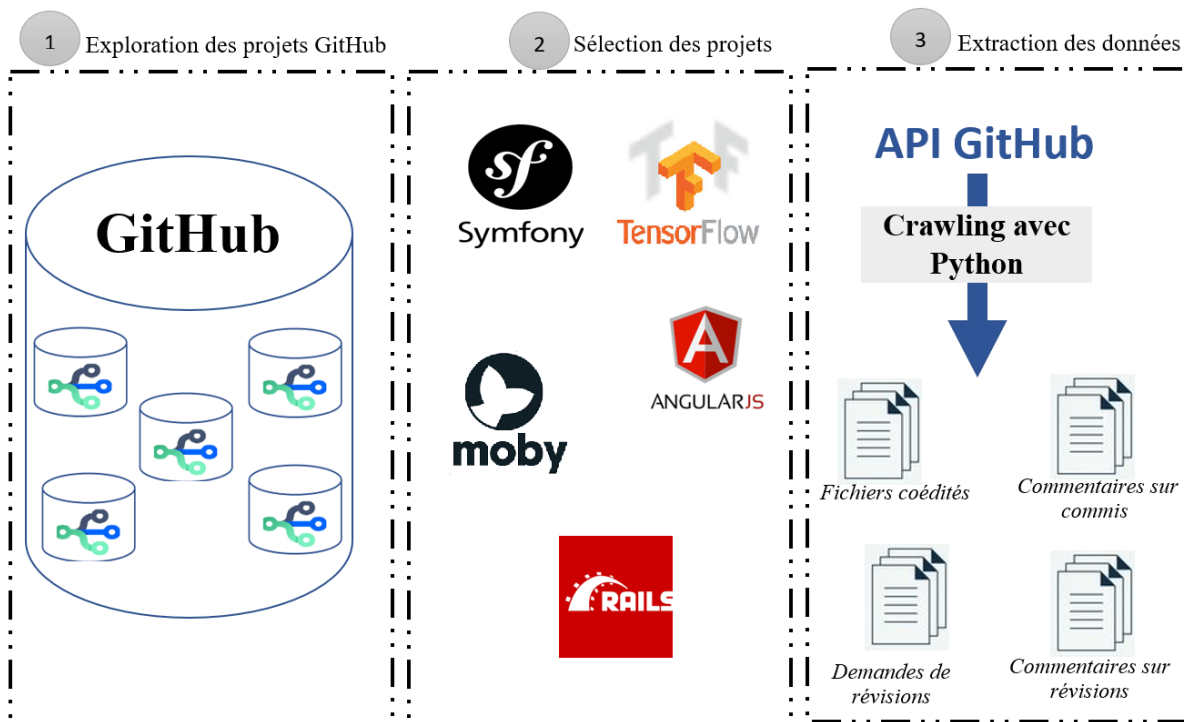 1 Exploration des projets GitHub
2 Sélection des projets
3 Extraction des données
GitHub
sf
Symfony
TensorFlow
A
ANGULARJS
moby
RAILS
API GitHub
Crawling avec
Python
Fichiers coédités
Commentaires sur
commis
Demandes de
révisions
Commentaires sur
révisions